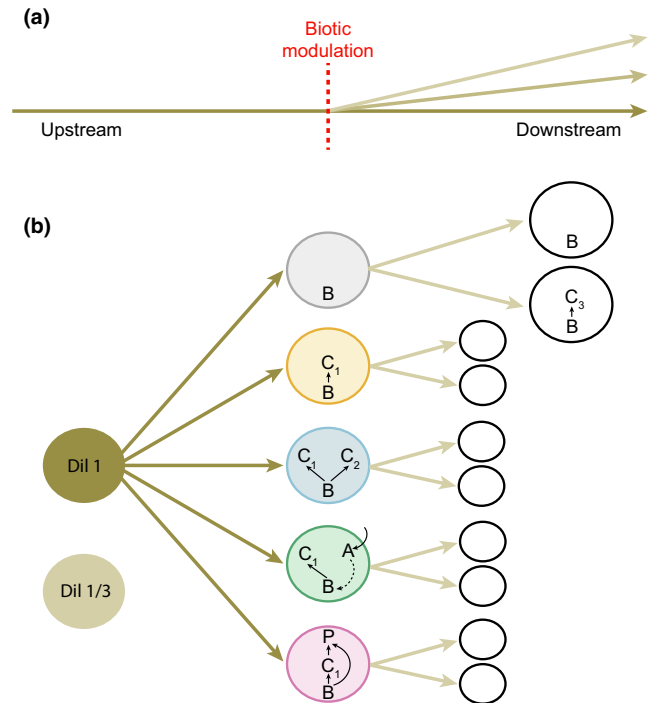 (a)
Biotic
modulation
Upstream
Downstream
(b)
B
B
C3
B
C1
B
Dil 1
C1 C2
B
C1 A
B
Dil 1/3
P
C1
B